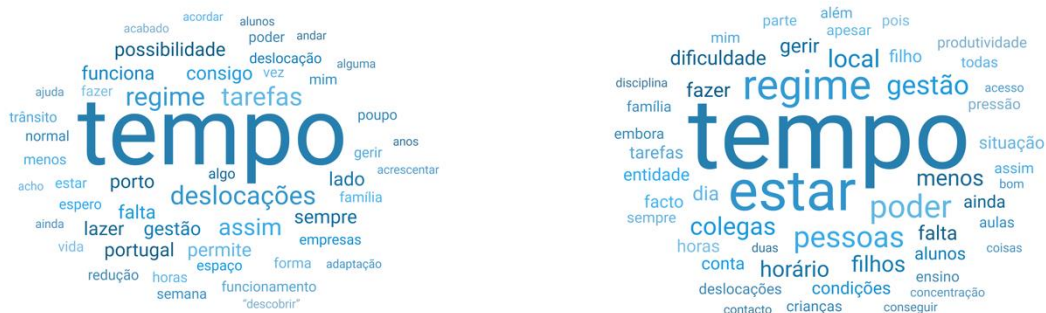 acordar
acabado alunos
poder andar
possibilidade deslocação
alguma
funciona consigo vez mim
ajuda fazer regime tarefas
trânsito tempo poupo
normal anos
menos gerir
algo acrescentar
acho estar porto lado
deslocações família
espero falta sempre
ainda lazer gestão assim
empresas
vida portugal permite
espaço forma adaptação
redução horas funcionamento
semana
"descobrir"
além
parte pois
mim apesar
gerir produtividade
dificuldade local filho todas
disciplina regime gestão acesso
fazer
família pressão
tempo
embora situação
tarefas
entidade estar menos assim
bom
facto dia poder ainda
sempre colegas falta aulas
horas pessoas
alunos coisas
conta duas horário filhos
ensino
deslocações condições concentração
contacto crianças conseguir